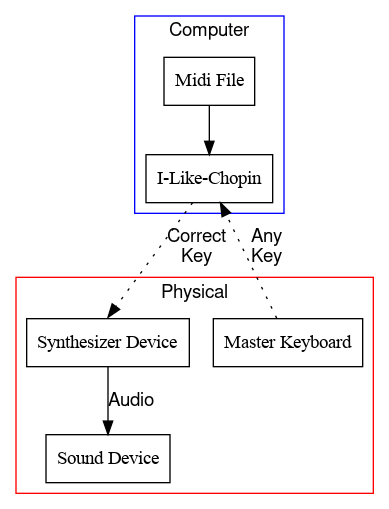 Computer
Midi File
I-Like-Chopin
Correct
Key
Any
Key
Physical
Synthesizer Device
Master Keyboard
Audio
Sound Device